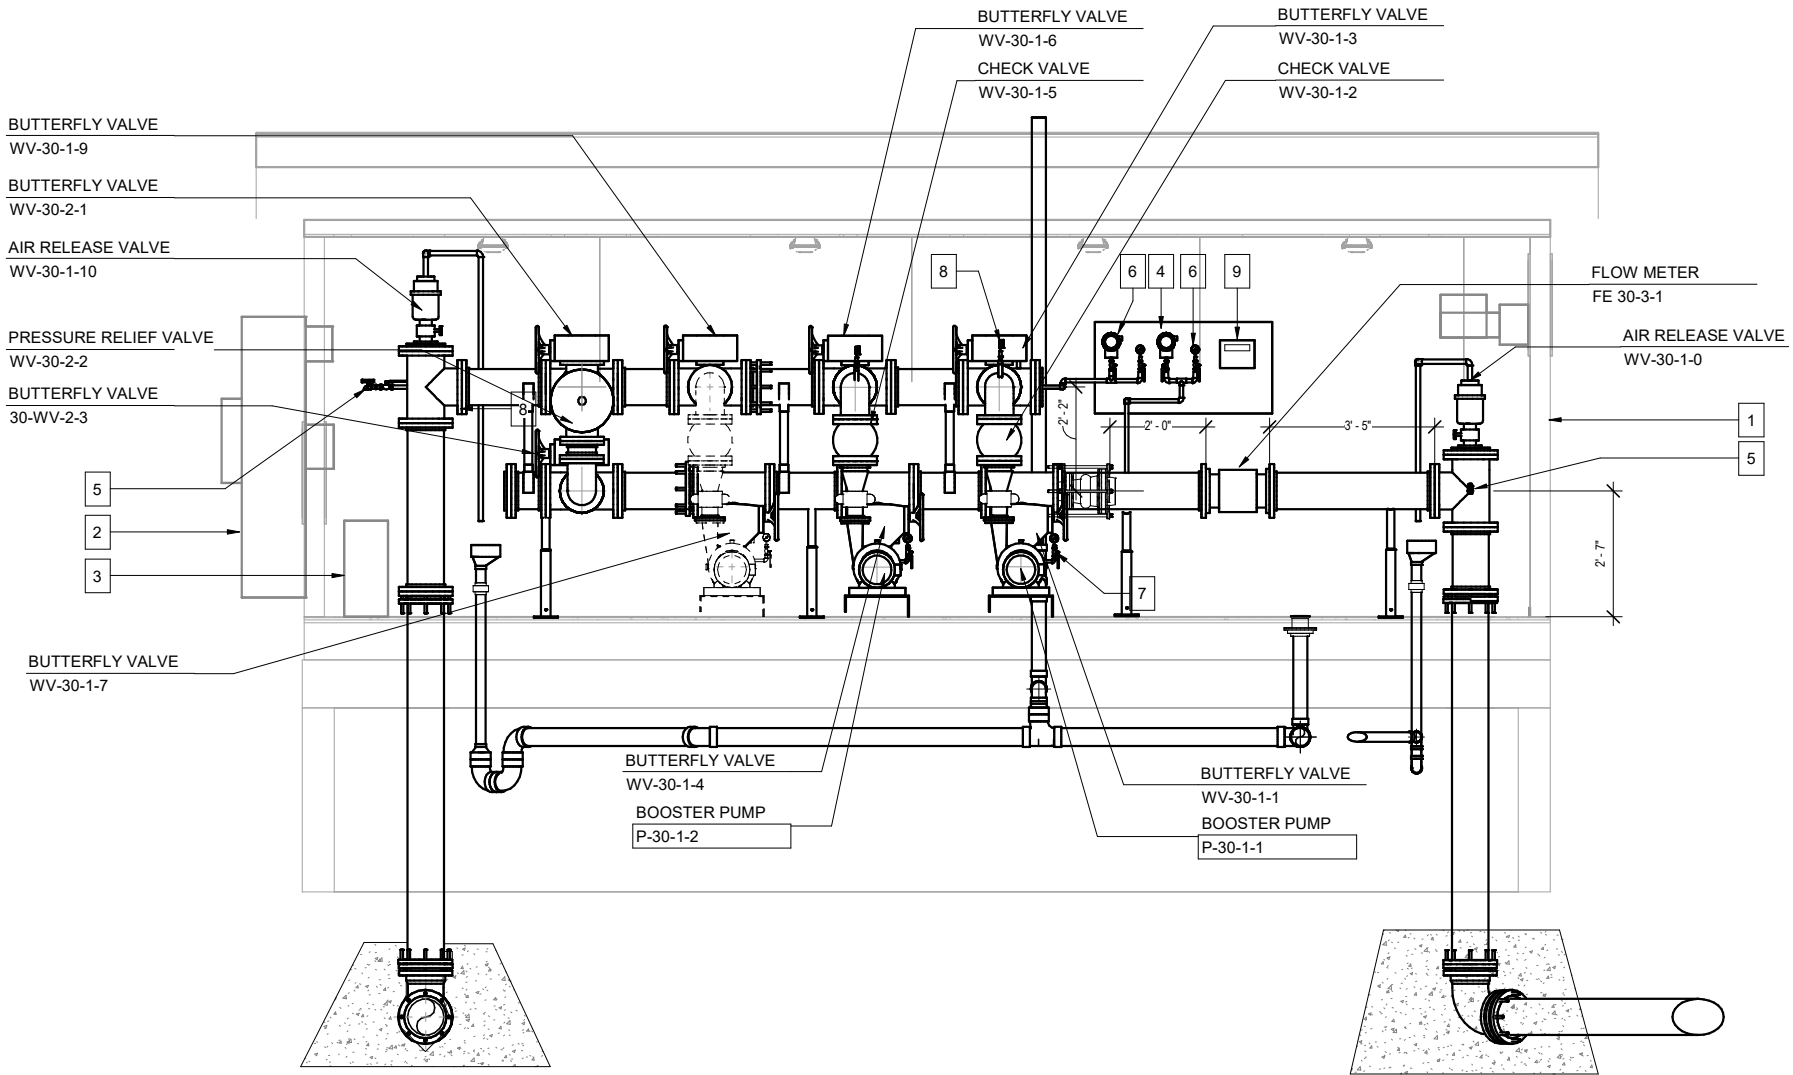 BUTTERFLY VALVE
WV-30-1-6
BUTTERFLY VALVE
WV-30-1-3
CHECK VALVE
WV-30-1-5
CHECK VALVE
WV-30-1-2
BUTTERFLY VALVE
WV-30-1-9
BUTTERFLY VALVE
WV-30-2-1
AIR RELEASE VALVE
WV-30-1-10
PRESSURE RELIEF VALVE
WV-30-2-2
BUTTERFLY VALVE
30-WV-2-3
8
6
4
6
9
FLOW METER
FE 30-3-1
AIR RELEASE VALVE
WV-30-1-0
8
2' - 2"
2' - 0"
3' - 5"
1
5
5
2
3
2' - 7"
7
BUTTERFLY VALVE
WV-30-1-7
BUTTERFLY VALVE
WV-30-1-4
BOOSTER PUMP
P-30-1-2
BUTTERFLY VALVE
WV-30-1-1
BOOSTER PUMP
P-30-1-1